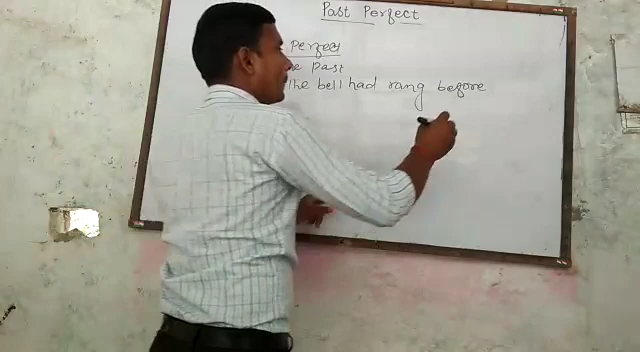 Past Perfect
Perfect
Past
The bell had rang before